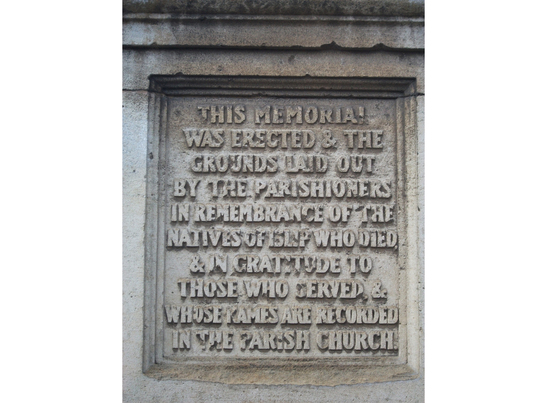 THIS MEMORIAL
WAS ERECTED & THE
GROUNDS LAID OUT
BY THE PARISHIONERS
IN REMEMBRANCE OF THE
NATIVES OF ISLIP WHO DIED,
& IN GRATITUDE TO
THOSE WHO SERVED, &
WHOSE NAMES ARE RECORDED
IN THE PARISH CHURCH.